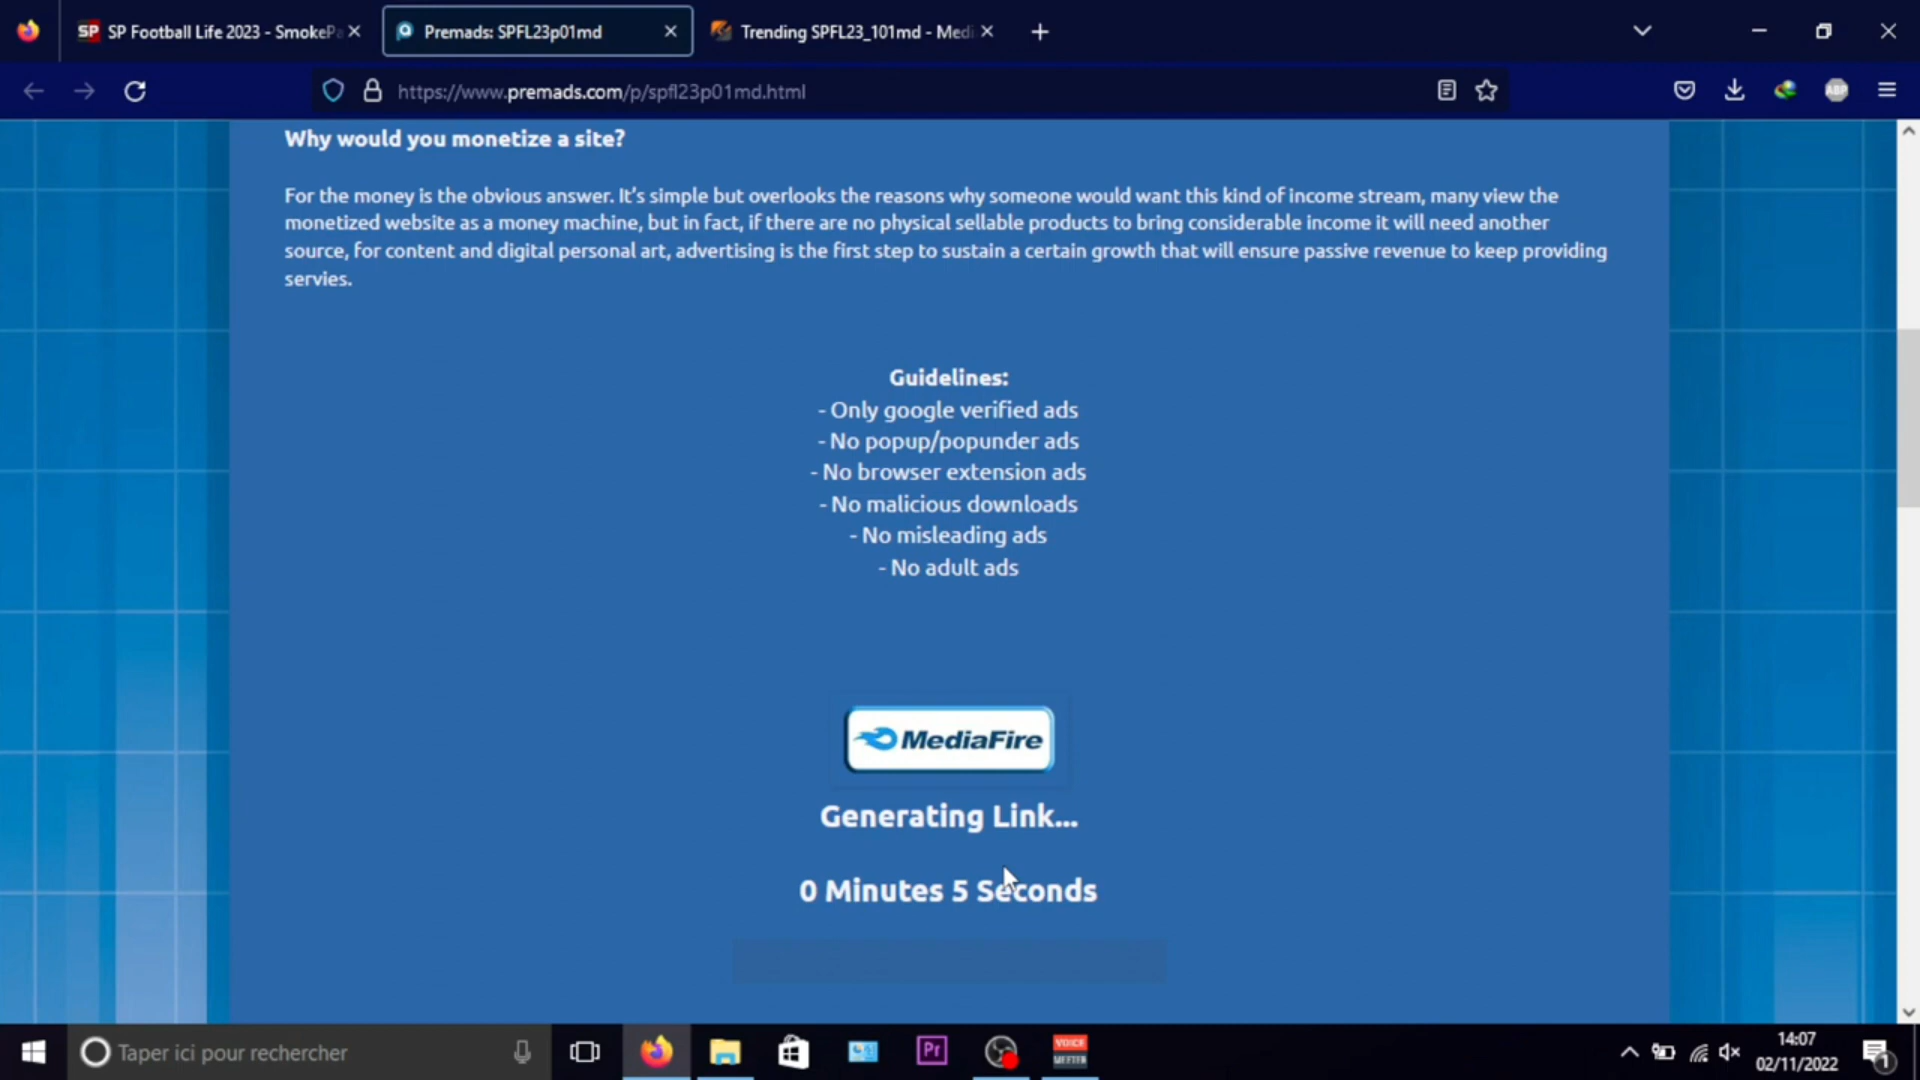 SP Football Life 2023 - SmokePa
Premads: SPFL23p01md
Trending SPFL23_101md - Medi
https://www.premads.com/p/spfl23p01md.html
ABP
Why would you monetize a site?
For the money is the obvious answer. It's simple but overlooks the reasons why someone would want this kind of income stream, many view the
monetized website as a money machine, but in fact, if there are no physical sellable products to bring considerable income it will need another
source, for content and digital personal art, advertising is the first step to sustain a certain growth that will ensure passive revenue to keep providing
servies.
Guidelines:
- Only google verified ads
- No popup/popunder ads
- No browser extension ads
- No malicious downloads
- No misleading ads
- No adult ads
MediaFire
Generating Link...
0 Minutes 5 Seconds
Taper ici pour rechercher
Pr
VOICE
MEETER
14:07
02/11/2022
1